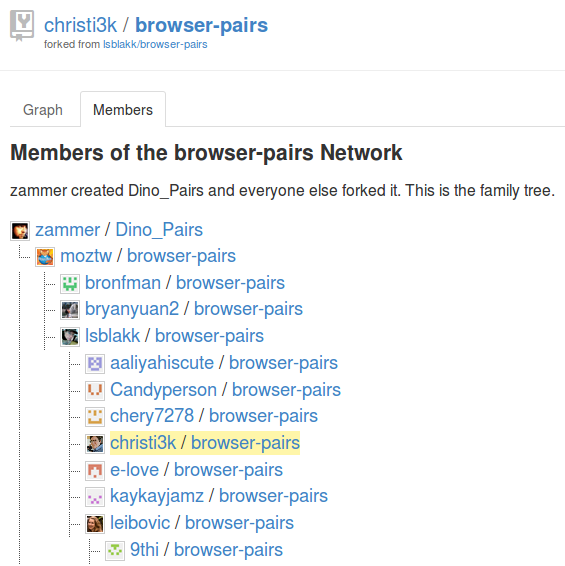 christi3k / browser-pairs
forked from lsblakk/browser-pairs
Graph Members
Members of the browser-pairs Network
zammer created Dino_Pairs and everyone else forked it. This is the family tree.
zammer / Dino_Pairs
moztw / browser-pairs
bronfman / browser-pairs
bryanyuan2 / browser-pairs
lsblakk / browser-pairs
aaliyahiscute / browser-pairs
Candyperson / browser-pairs
chery7278 / browser-pairs
christi3k / browser-pairs
e-love / browser-pairs
kaykayjamz / browser-pairs
leibovic / browser-pairs
9thi / browser-pairs